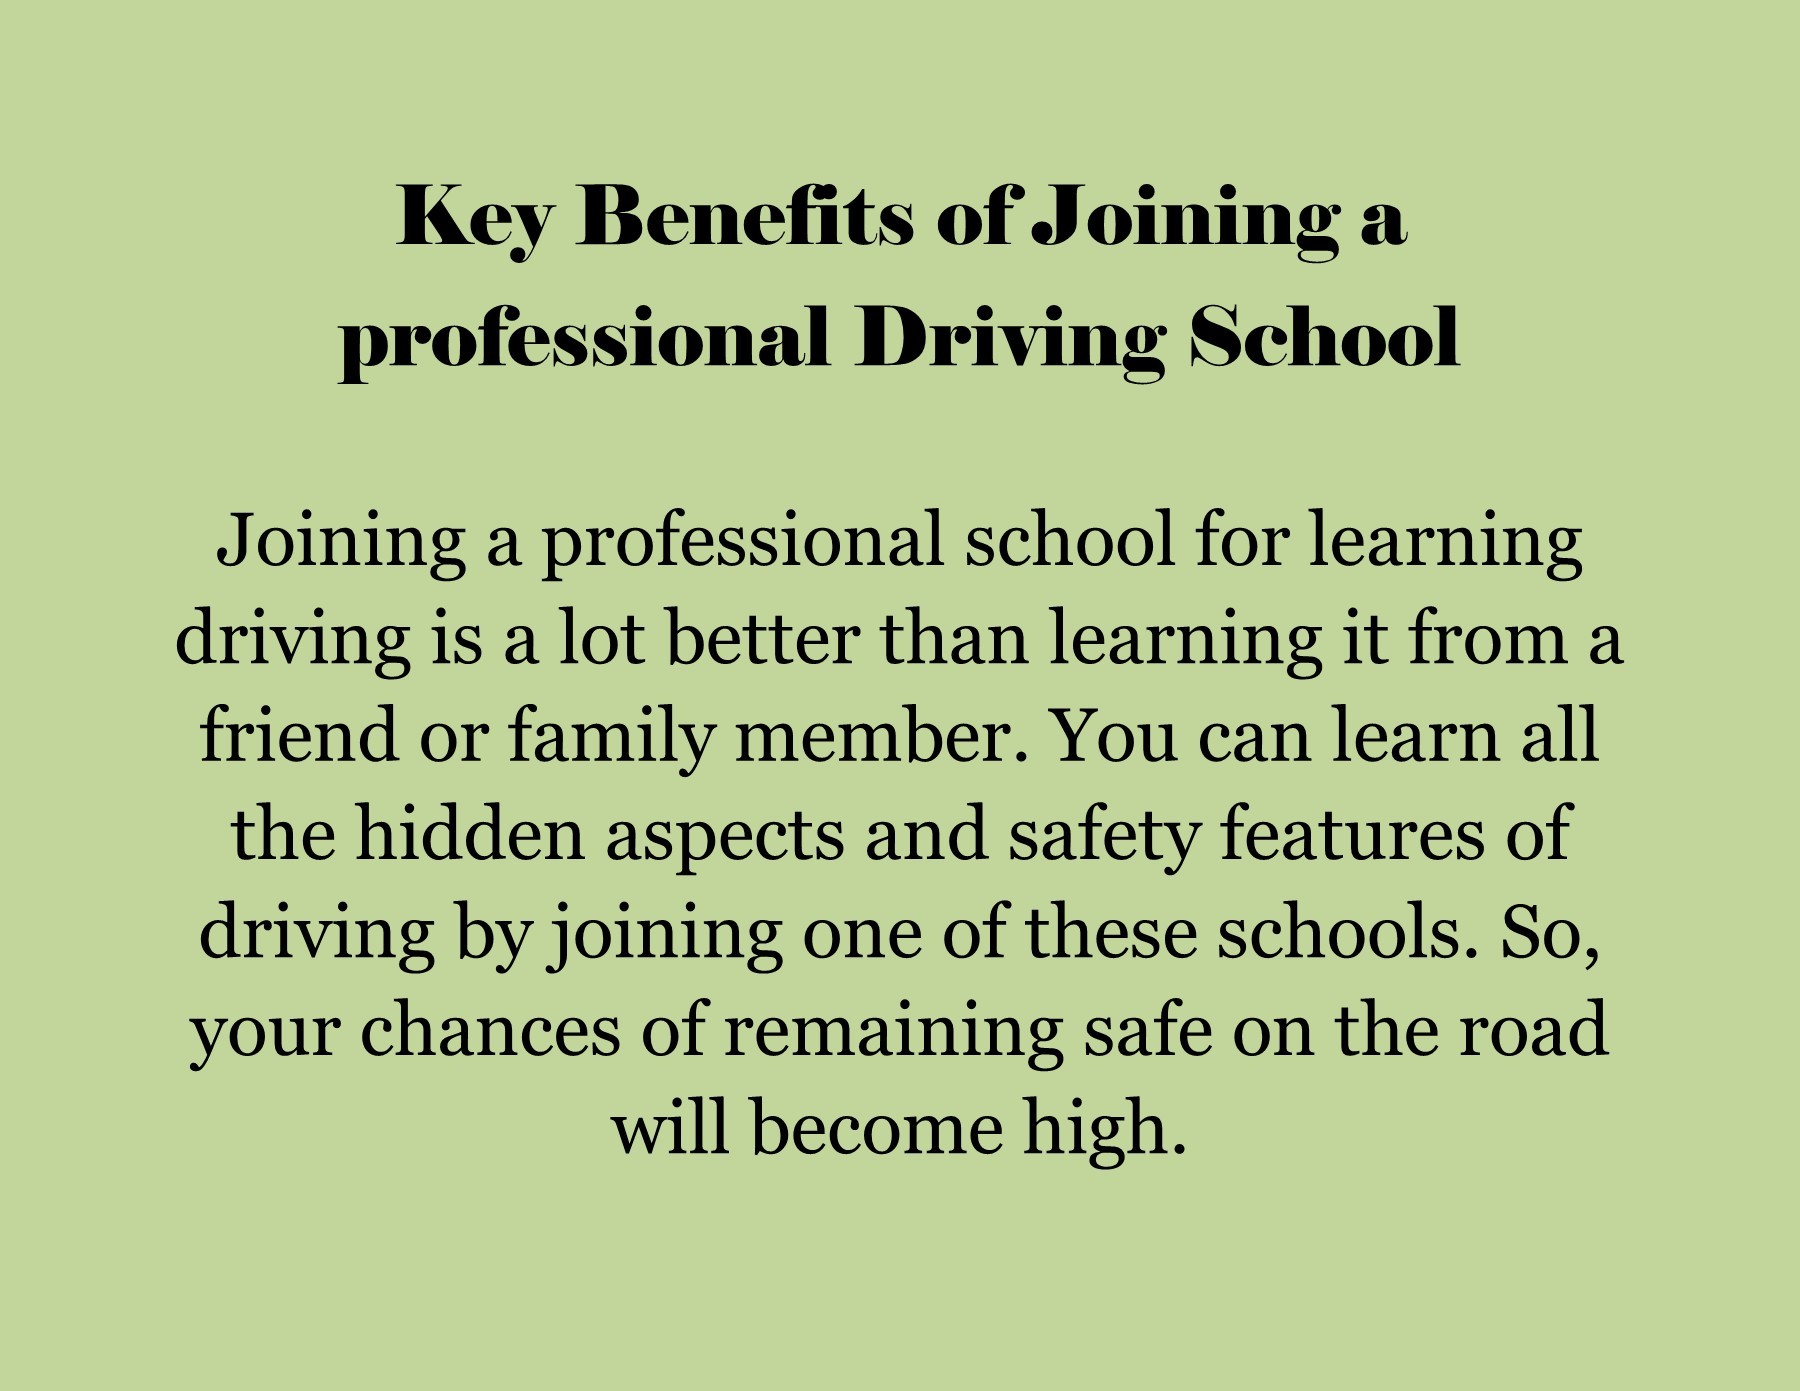 Key Benefits of Joining a
professional Driving School
Joining a professional school for learning
driving is a lot better than learning it from a
friend or family member. You can learn all
the hidden aspects and safety features of
driving by joining one of these schools. So,
your chances of remaining safe on the road
will become high.